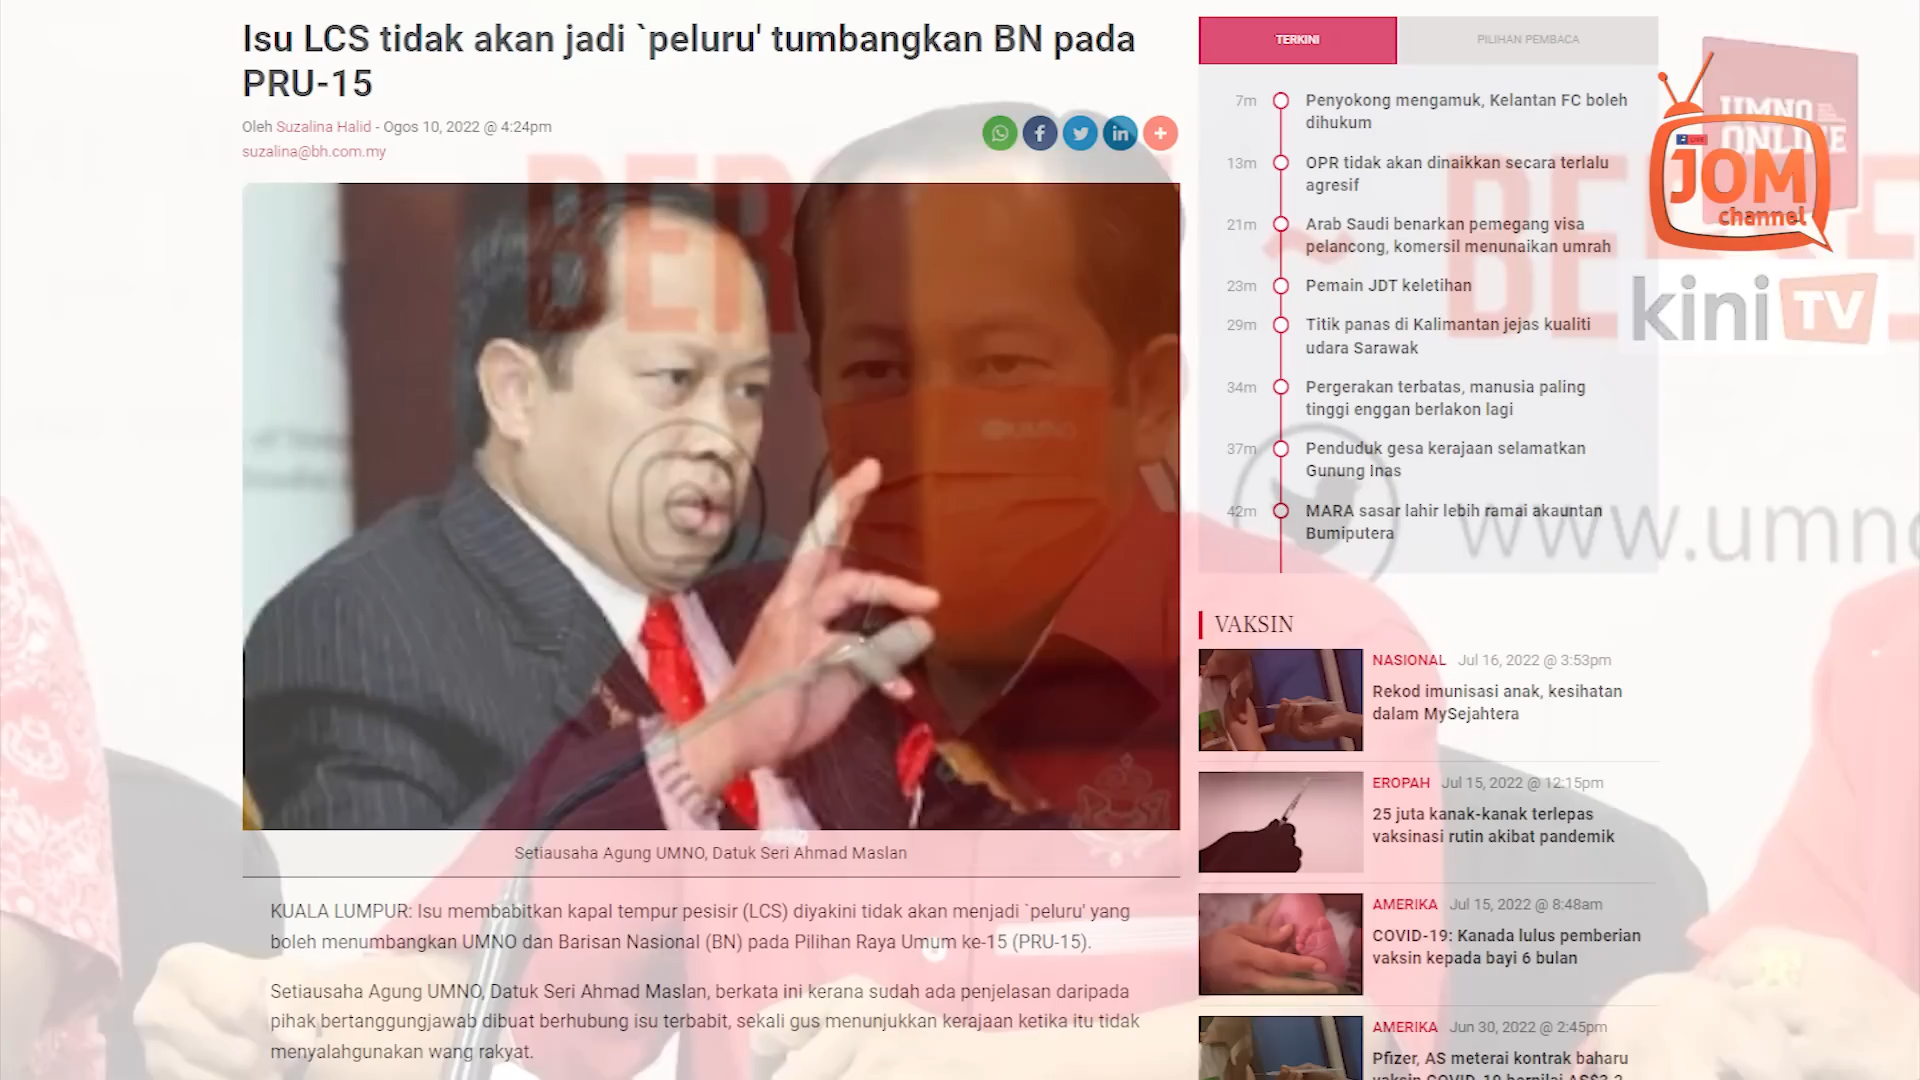 Isu LCS tidak akan jadi `peluru' tumbangkan BN pada
PRU-15
Oleh Suzalina Halid - Ogos 10, 2022 @ 4:24pm
suzalina@bh.com.my
Setiausaha Agung UMNO, Datuk Seri Ahmad Maslan
KUALA LUMPUR: Isu membabitkan kapal tempur pesisir (LCS) diyakini tidak akan menjadi `peluru' yang
boleh menumbangkan UMNO dan Barisan Nasional (BN) pada Pilihan Raya Umum ke-15 (PRU-15).
Setiausaha Agung UMNO, Datuk Seri Ahmad Maslan, berkata ini kerana sudah ada penjelasan daripada
pihak bertanggungjawab dibuat berhubung isu terbabit, sekali gus menunjukkan kerajaan ketika itu tidak
menyalahgunakan wang rakyat.
TERKINI
PILIHAN PEMBACA
7m Penyokong mengamuk, Kelantan FC boleh
dihukum
13m OPR tidak akan dinaikkan secara terlalu
agresif
21m Arab Saudi benarkan pemegang visa
pelancong, komersil menunaikan umrah
23m Pemain JDT keletihan
29m Titik panas di Kalimantan jejas kualiti
udara Sarawak
34m Pergerakan terbatas, manusia paling
tinggi enggan berlakon lagi
37m Penduduk gesa kerajaan selamatkan
Gunung Inas
42m MARA sasar lahir lebih ramai akauntan
Bumiputera
VAKSIN
NASIONAL Jul 16, 2022 @ 3:53pm
Rekod imunisasi anak, kesihatan
dalam MySejahtera
EROPAH Jul 15, 2022 @ 12:15pm
25 juta kanak-kanak terlepas
vaksinasi rutin akibat pandemik
AMERIKA Jul 15, 2022 @ 8:48am
COVID-19: Kanada lulus pemberian
vaksin kepada bayi 6 bulan
AMERIKA Jun 30, 2022 @ 2:45pm
Pfizer, AS meterai kontrak baharu
vaksin COVID-19 bernilai
UMNO
ONLINE
JOM
channel
kini TV
www.umno
UMNO